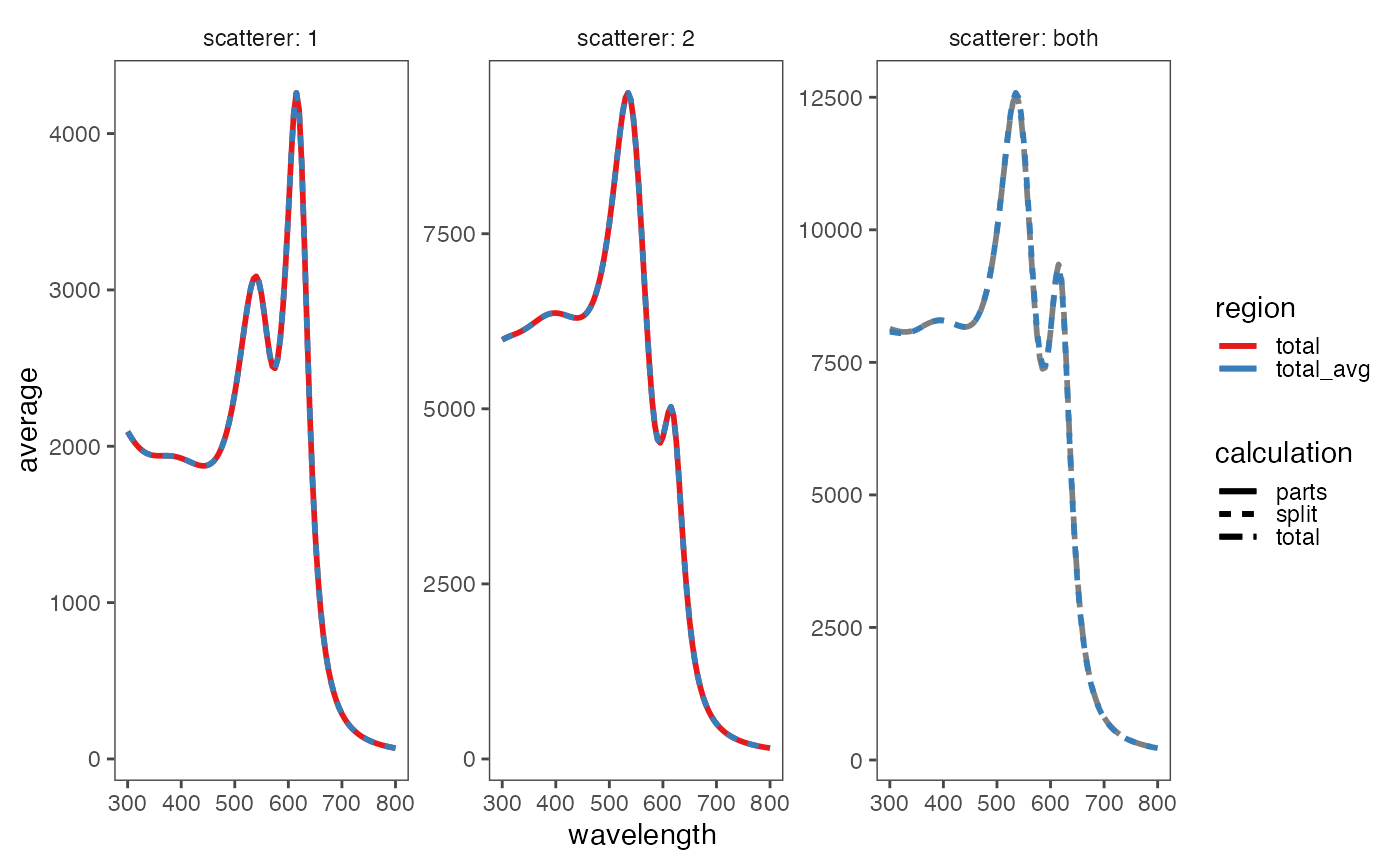 scatterer: 1
scatterer: 2
scatterer: both
average
4000
3000
2000
1000
0
7500
5000
2500
0
12500
10000
7500
5000
2500
0
300 400 500 600 700 800
300 400 500 600 700 800
300 400 500 600 700 800
wavelength
region
total
total_avg
calculation
parts
split
total